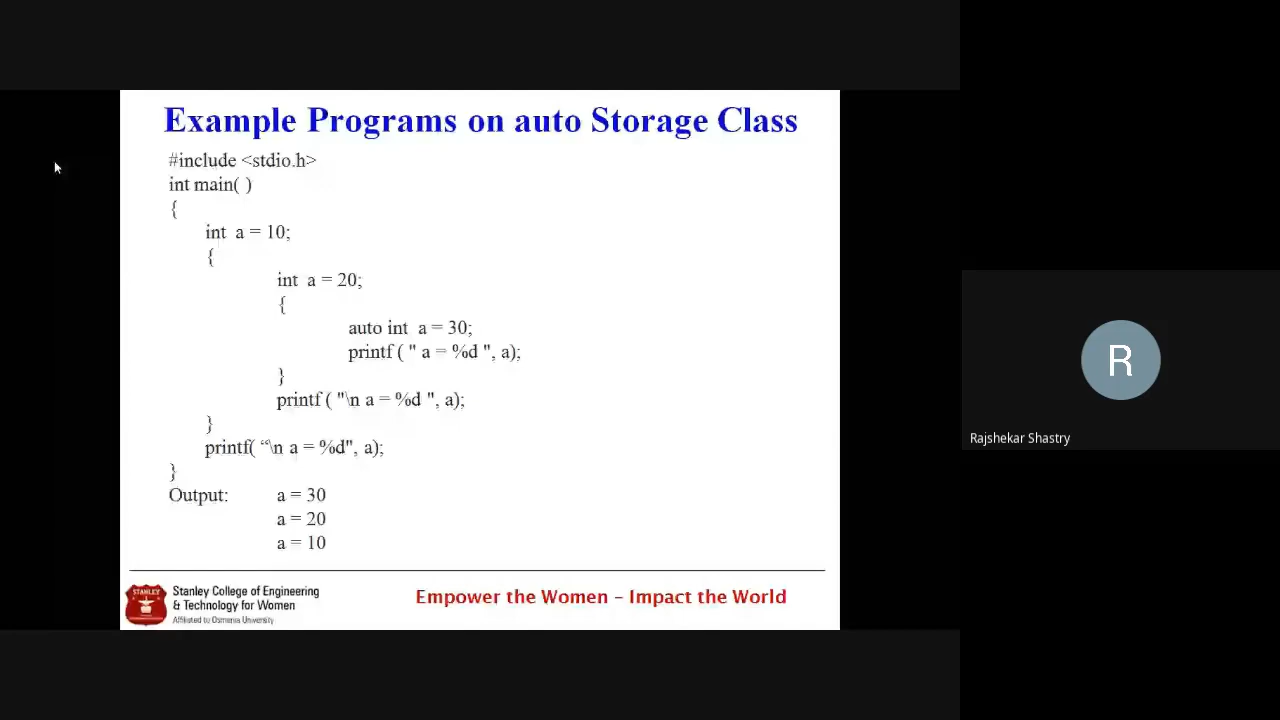 Example Programs on auto Storage Class
#include <stdio.h>
int main( )
{
int a = 10;
{
int a = 20;
{
auto int a = 30;
printf ( " a = %d ", a);
}
printf ( "\n a = %d ", a);
}
printf( “\n a = %d", a);
}
Output: a = 30
a = 20
a = 10
STANLEY
Stanley College of Engineering
& Technology for Women
Affiliated to Osmania University
Empower the Women – Impact the World
R
Rajshekar Shastry